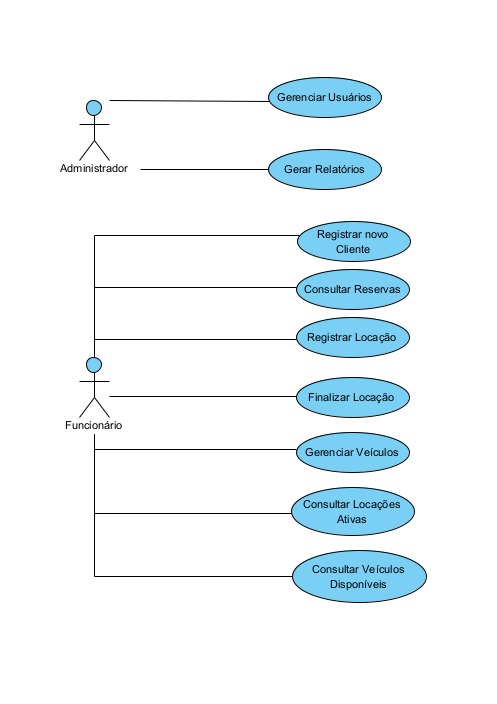 Gerenciar Usuários
Administrador
Gerar Relatórios
Registrar novo
Cliente
Consultar Reservas
Registrar Locação
Finalizar Locação
Funcionário
Gerenciar Veículos
Consultar Locações
Ativas
Consultar Veículos
Disponíveis